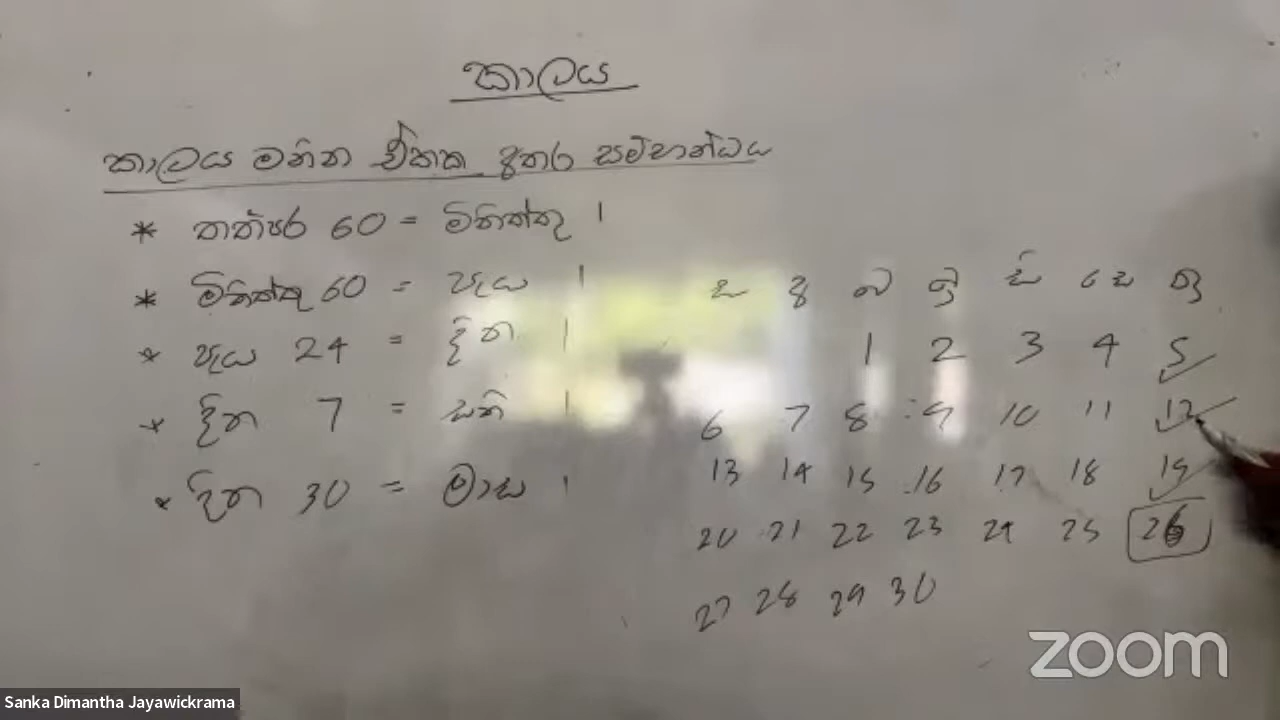 කාලය
කාලය මනින ඒකක අතර සම්බන්ධය
* තත්පර 60 = මිනිත්තු 1
* මිනිත්තු 60 = පැය 1
* පැය 24 = දින 1
* දින 7 = සති 1
* දින 30 = මාස 1
ස අ බ ඉ සි සෙ ඉ
1 2 3 4 5
6 7 8 9 10 11 12
13 14 15 16 17 18 19
20 21 22 23 24 25 26
27 28 29 30
zoom
Sanka Dimantha Jayawickrama